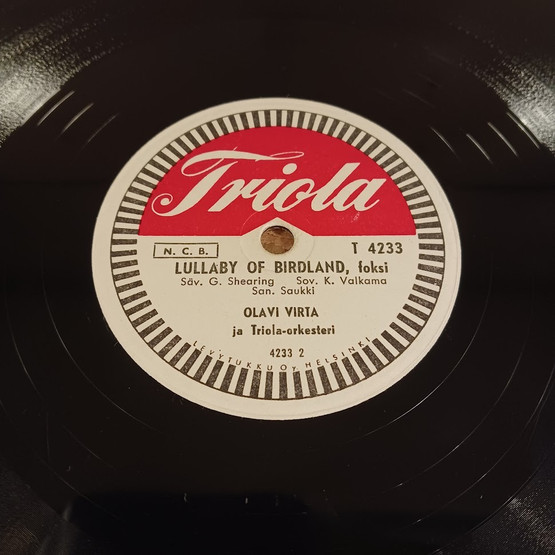 Triola
N. C. B.
T 4233
LULLABY OF BIRDLAND, foksi
Säv. G. Shearing Sov. K. Valkama
San. Saukki
OLAVI VIRTA
ja Triola-orkesteri
4233 2
LEVYTUKKU OY HELSINKI